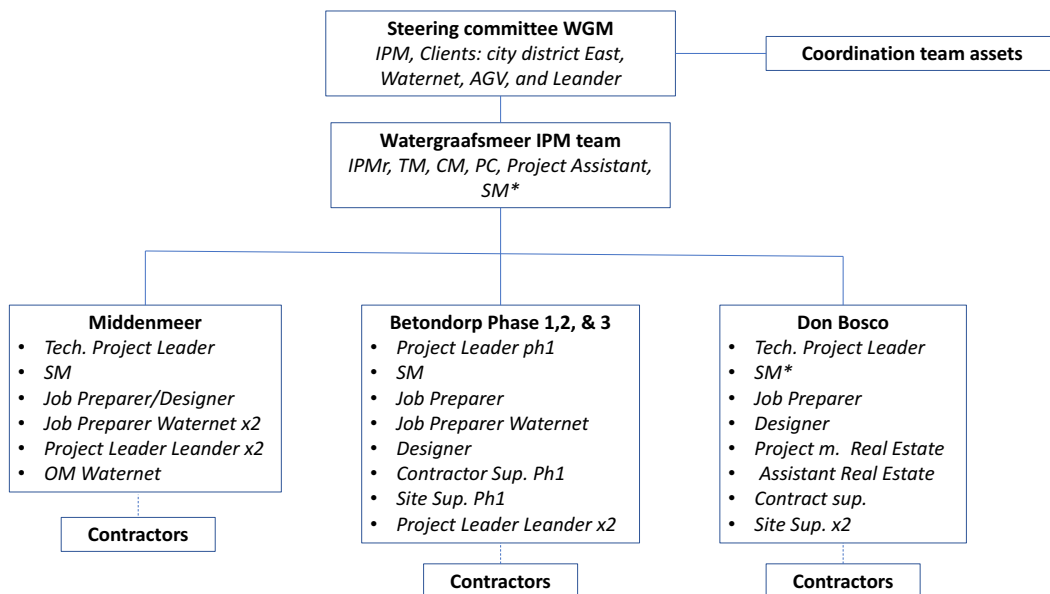 Steering committee WGM
IPM, Clients: city district East,
Waternet, AGV, and Leander
Coordination team assets
Watergraafsmeer IPM team
IPMr, TM, CM, PC, Project Assistant,
SM*
Middenmeer
• Tech. Project Leader
• SM
• Job Preparer/Designer
• Job Preparer Waternet x2
• Project Leader Leander x2
• OM Waternet
Contractors
Betondorp Phase 1,2, & 3
• Project Leader ph1
• SM
• Job Preparer
• Job Preparer Waternet
• Designer
• Contractor Sup. Ph1
• Site Sup. Ph1
• Project Leader Leander x2
Contractors
Don Bosco
• Tech. Project Leader
• SM*
• Job Preparer
• Designer
• Project m. Real Estate
• Assistant Real Estate
• Contract sup.
• Site Sup. x2
Contractors